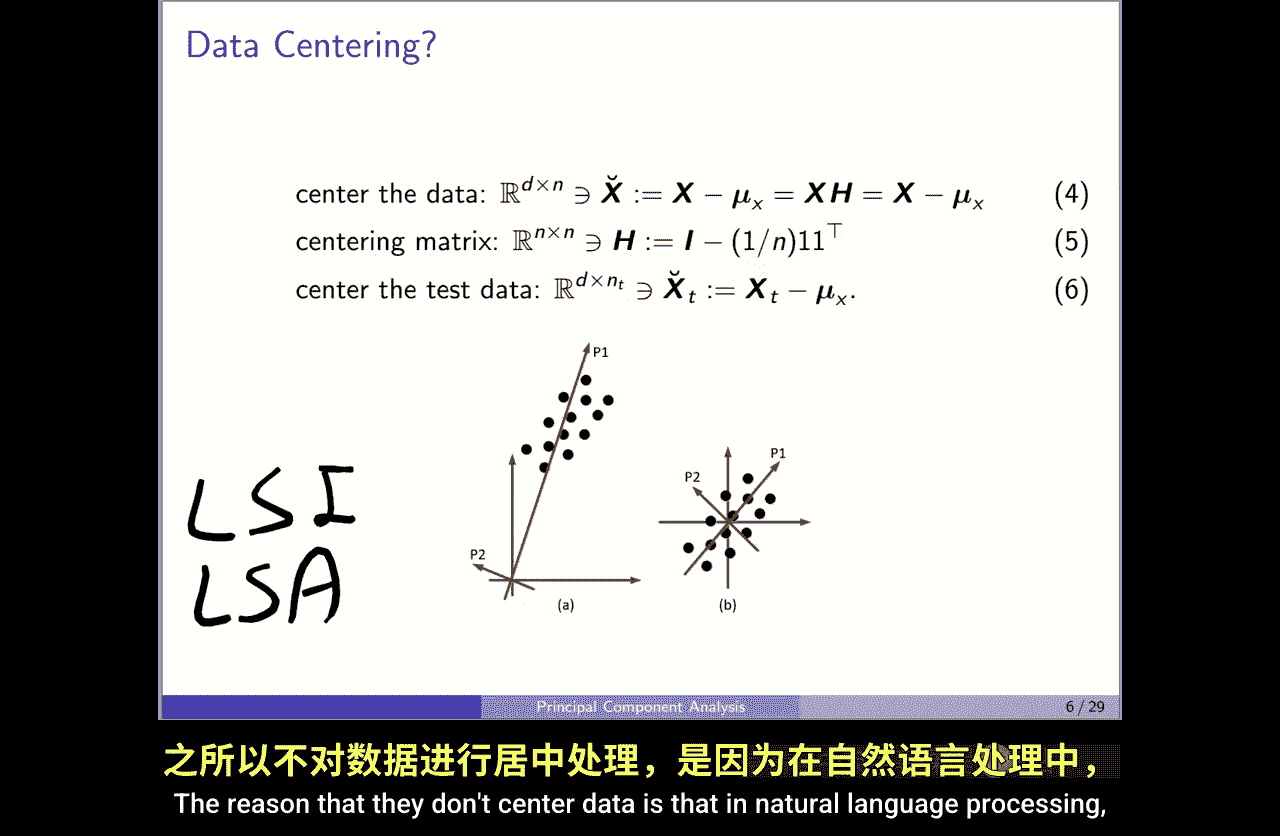 Data Centering?
center the data: ℝ^{d×n} ∋ X̆ := X − μ_x = XH = X − μ_x (4)
centering matrix: ℝ^{n×n} ∋ H := I − (1/n)11^⊤ (5)
center the test data: ℝ^{d×n_t} ∋ X̆_t := X_t − μ_x. (6)
P1
P2
(a)
P1
P2
(b)
LSI
LSA
Principal Component Analysis
6 / 29
之所以不对数据进行居中处理，是因为在自然语言处理中，
The reason that they don't center data is that in natural language processing,